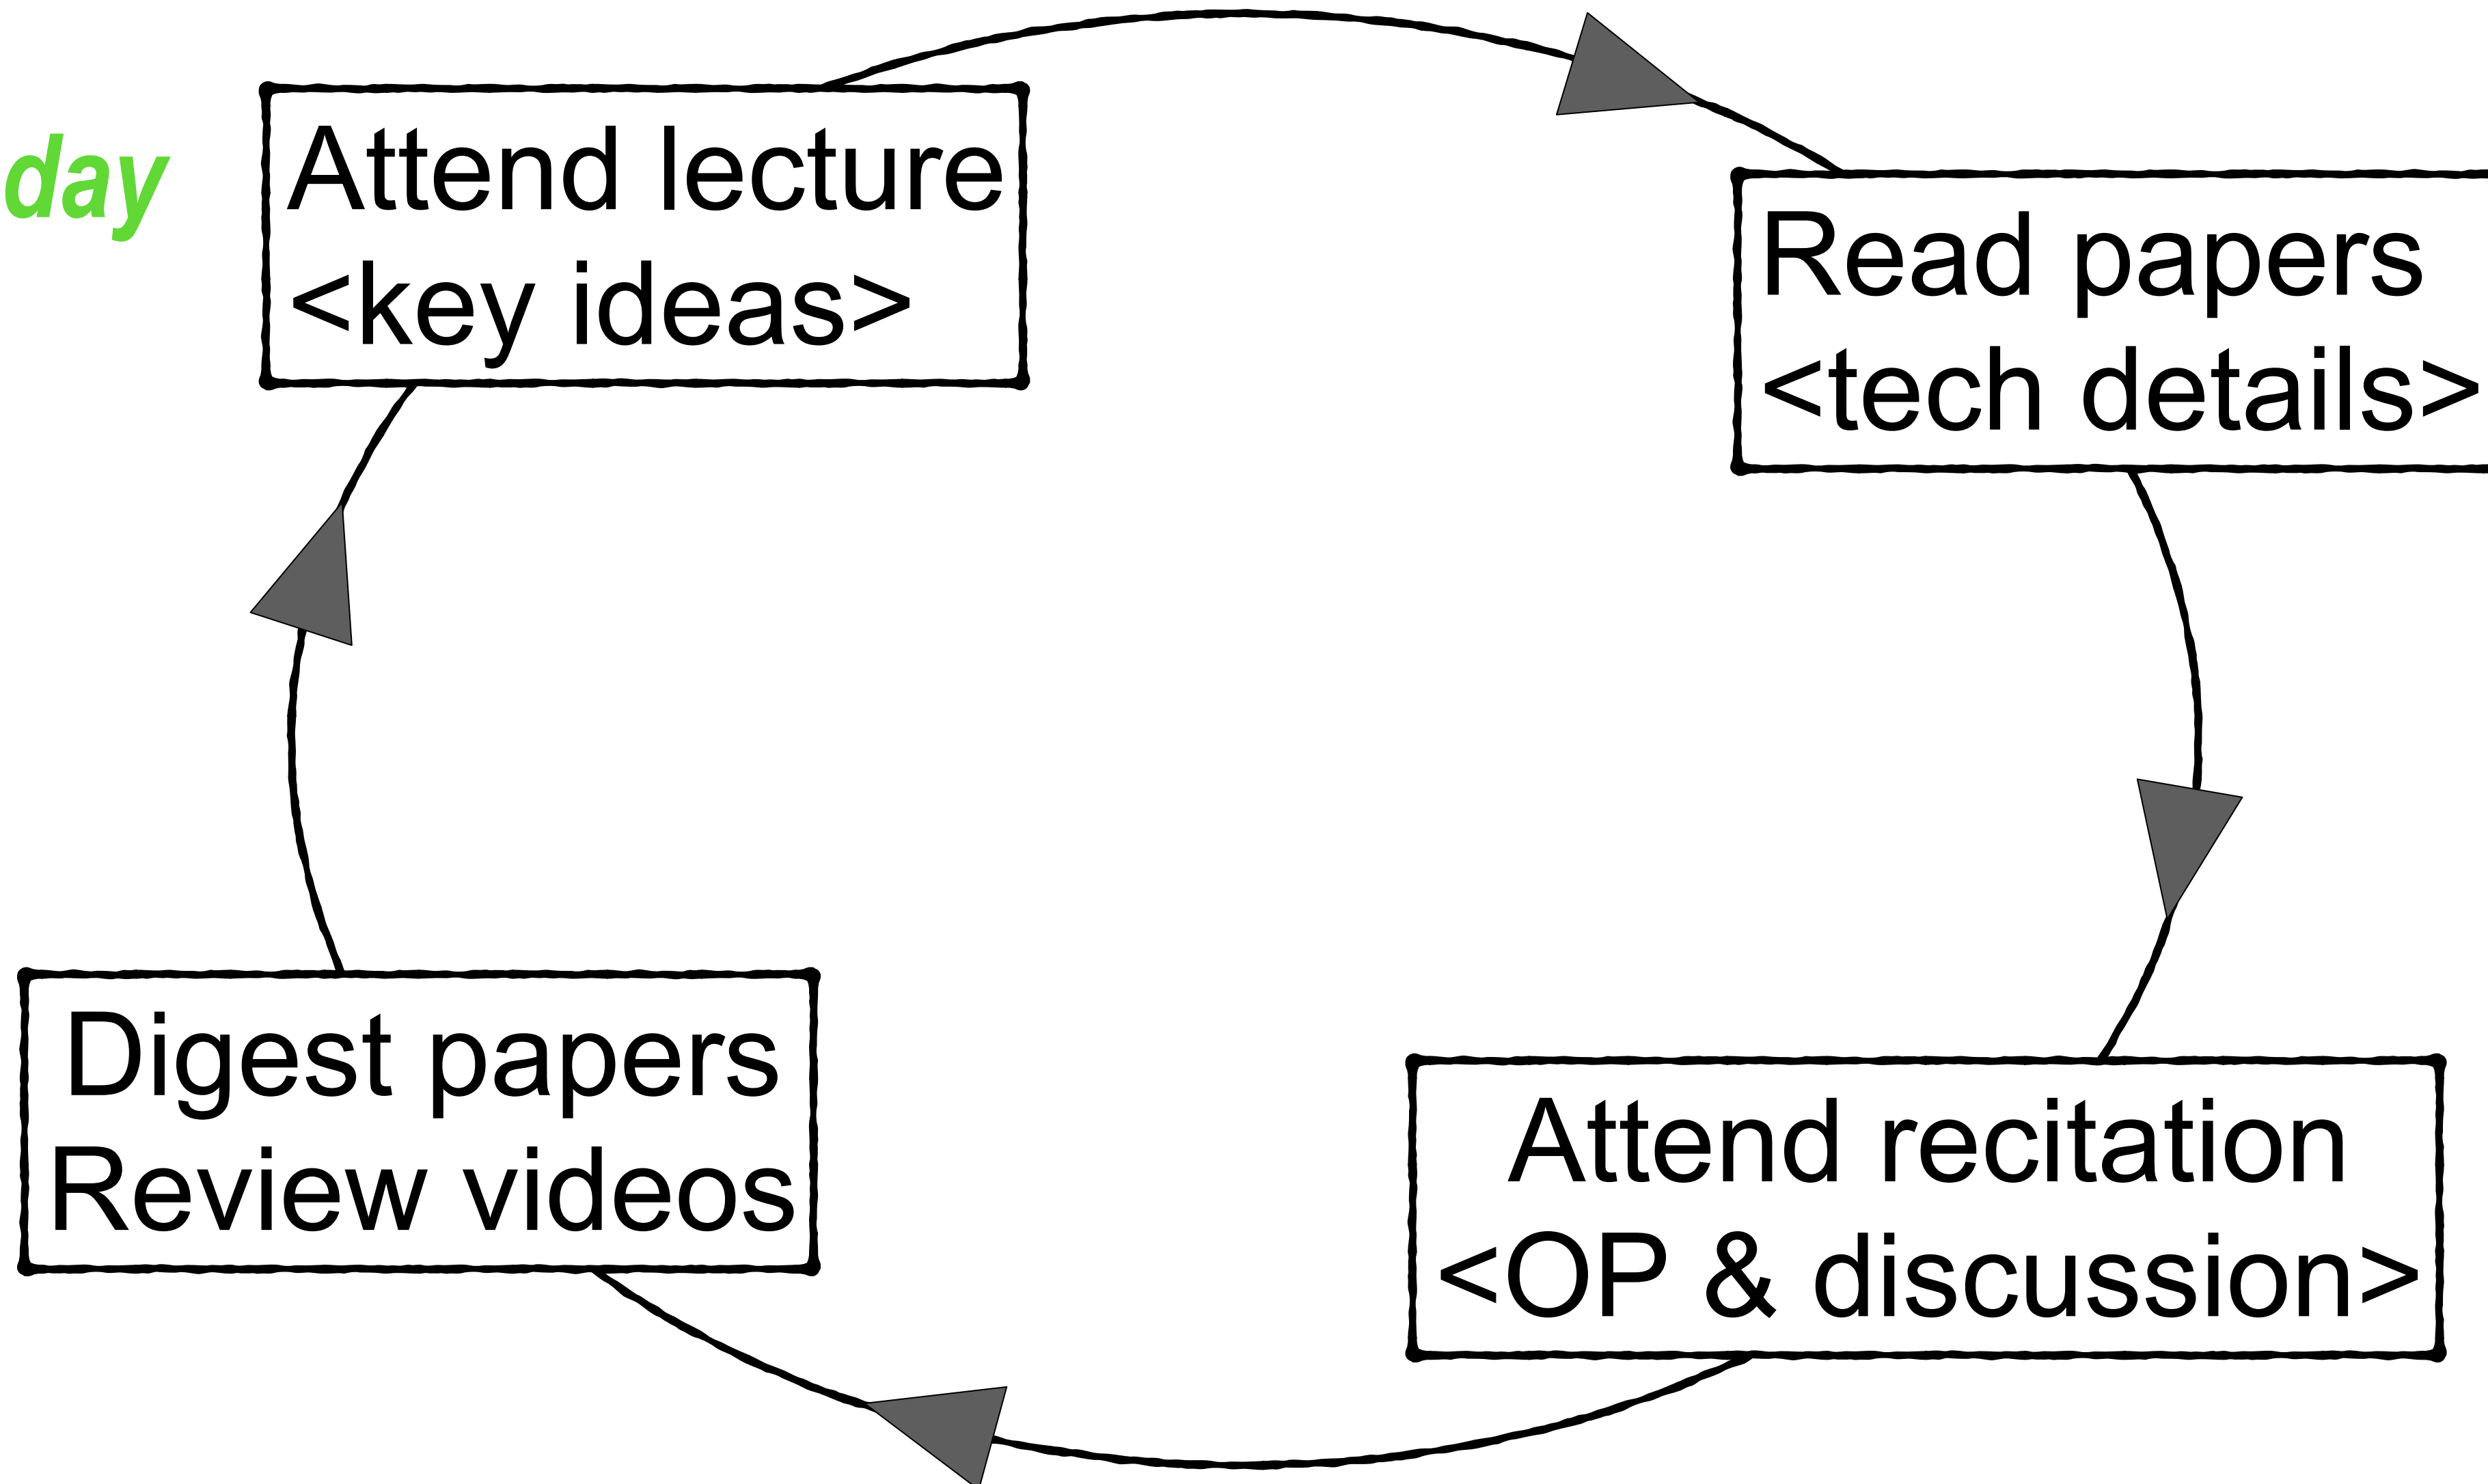 day
Attend lecture
<key ideas>
Read papers
<tech details>
Attend recitation
<OP & discussion>
Digest papers
Review videos